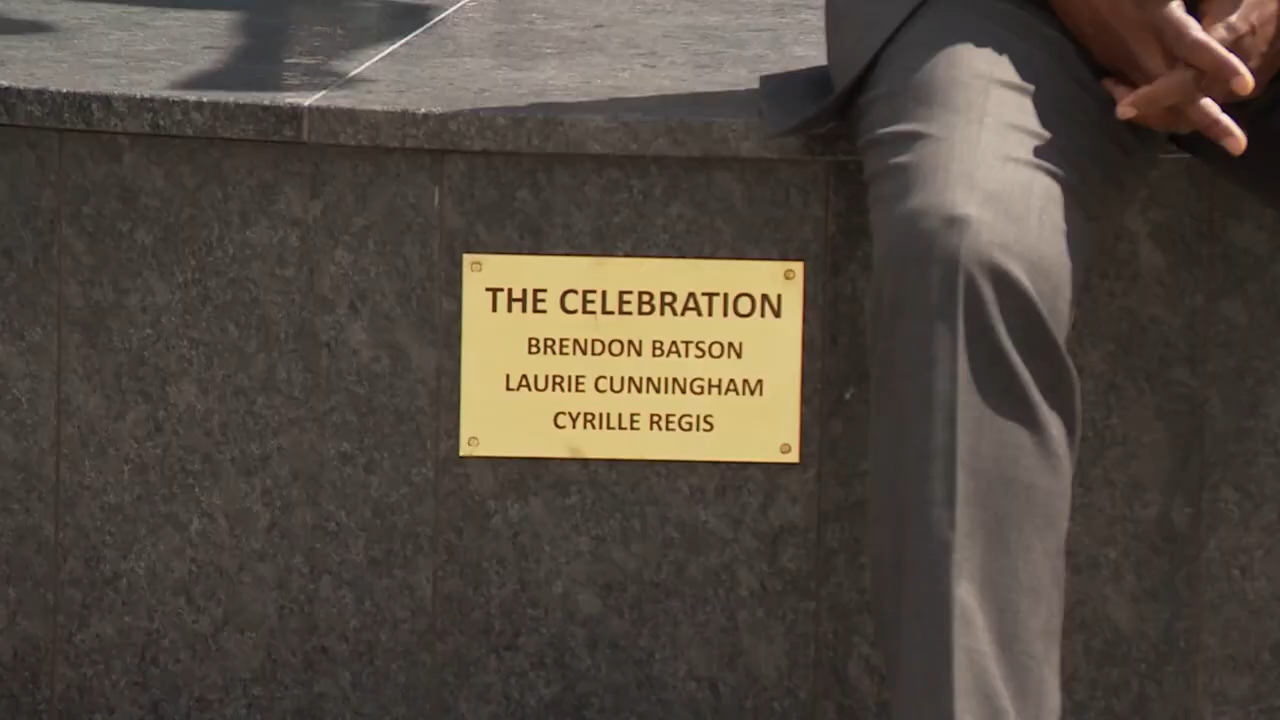 THE CELEBRATION
BRENDON BATSON
LAURIE CUNNINGHAM
CYRILLE REGIS